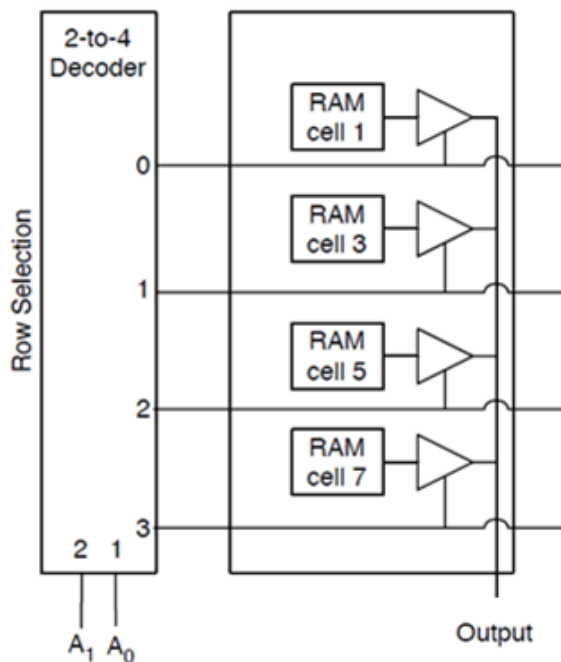 2-to-4
Decoder
RAM
cell 1
0
RAM
cell 3
1
Row Selection
RAM
cell 5
2
RAM
cell 7
3
2 1
A₁ A₀
Output